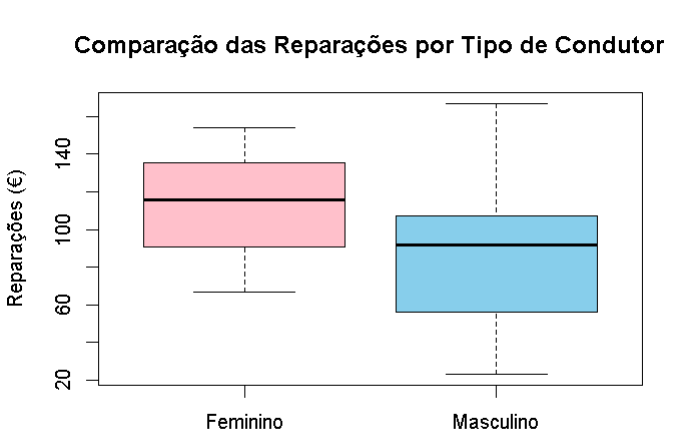 Comparação das Reparações por Tipo de Condutor
Reparações (€)
140
100
60
20
Feminino
Masculino